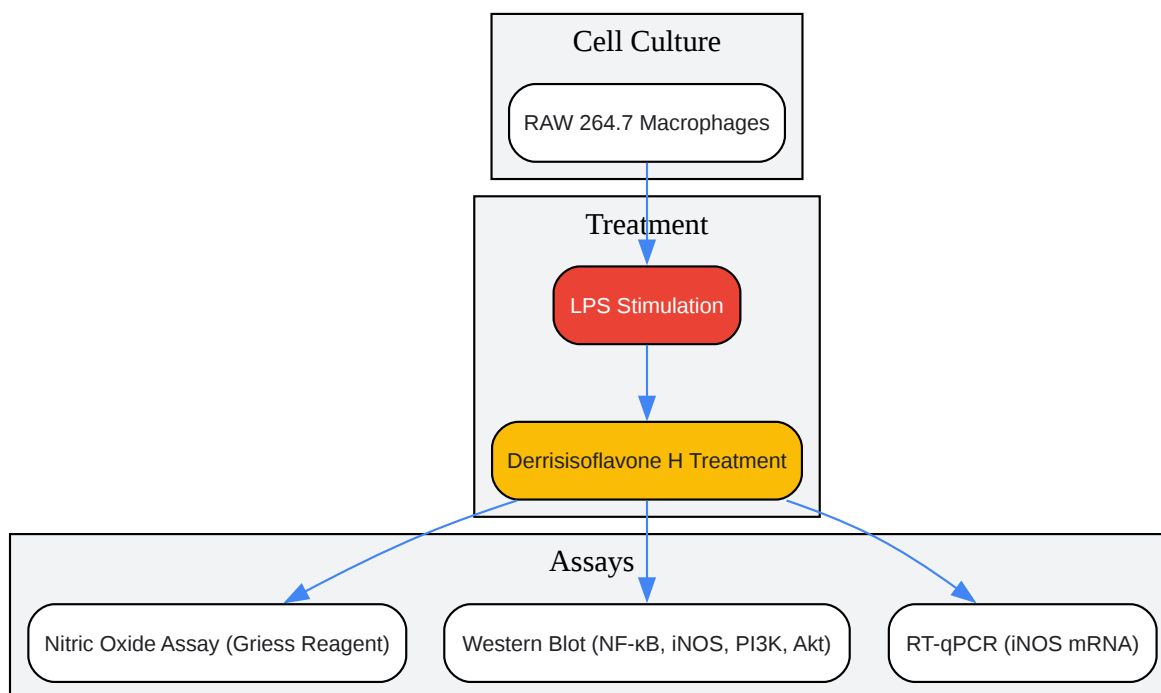 Cell Culture
RAW 264.7 Macrophages
Treatment
LPS Stimulation
Derrisisoflavone H Treatment
Assays
Nitric Oxide Assay (Griess Reagent)
Western Blot (NF-κB, iNOS, PI3K, Akt)
RT-qPCR (iNOS mRNA)